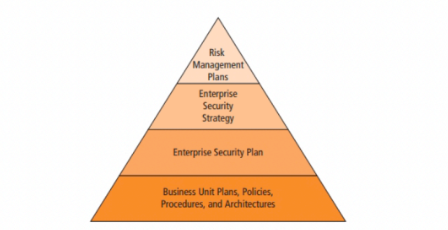 Risk
Management
Plans
Enterprise
Security
Strategy
Enterprise Security Plan
Business Unit Plans, Policies,
Procedures, and Architectures